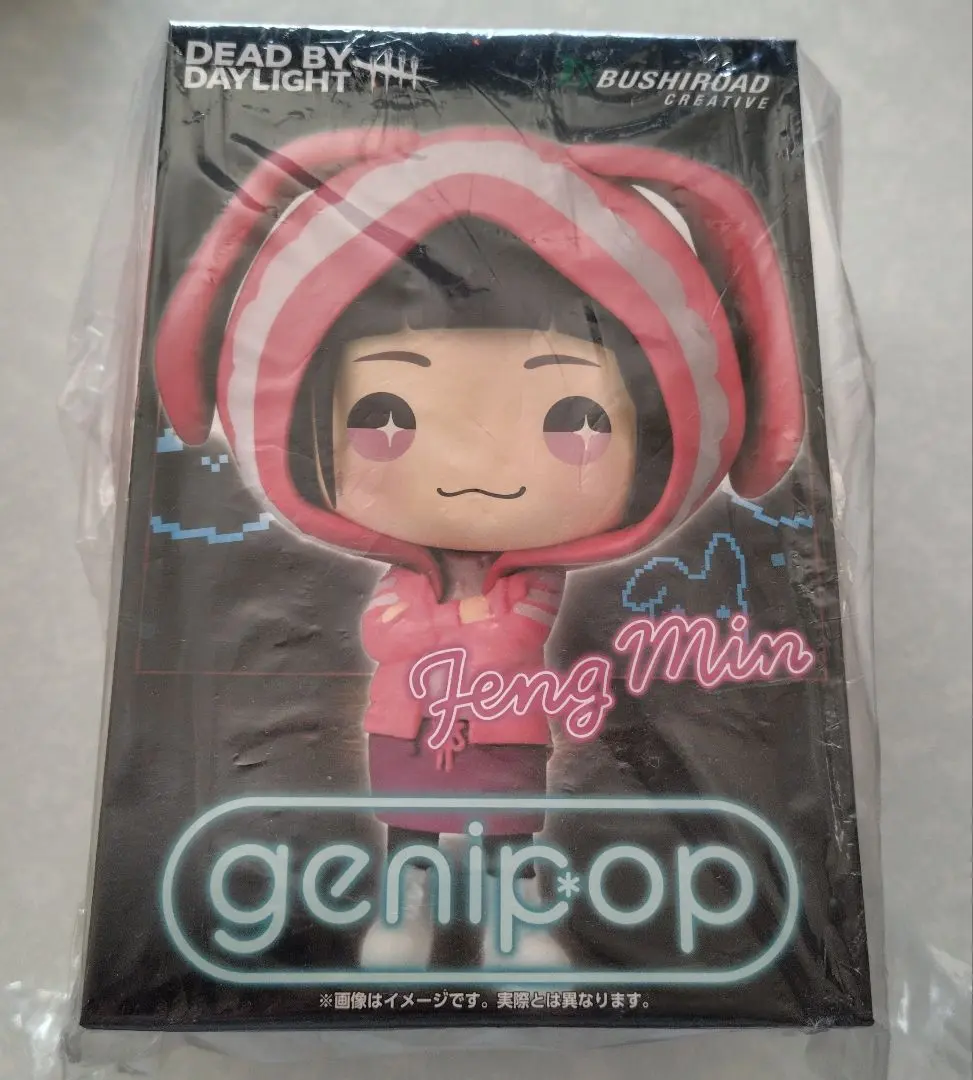 DEAD BY
DAYLIGHT
BUSHIROAD
CREATIVE
Feng Min
genipop
※画像はイメージです。実際とは異なります。